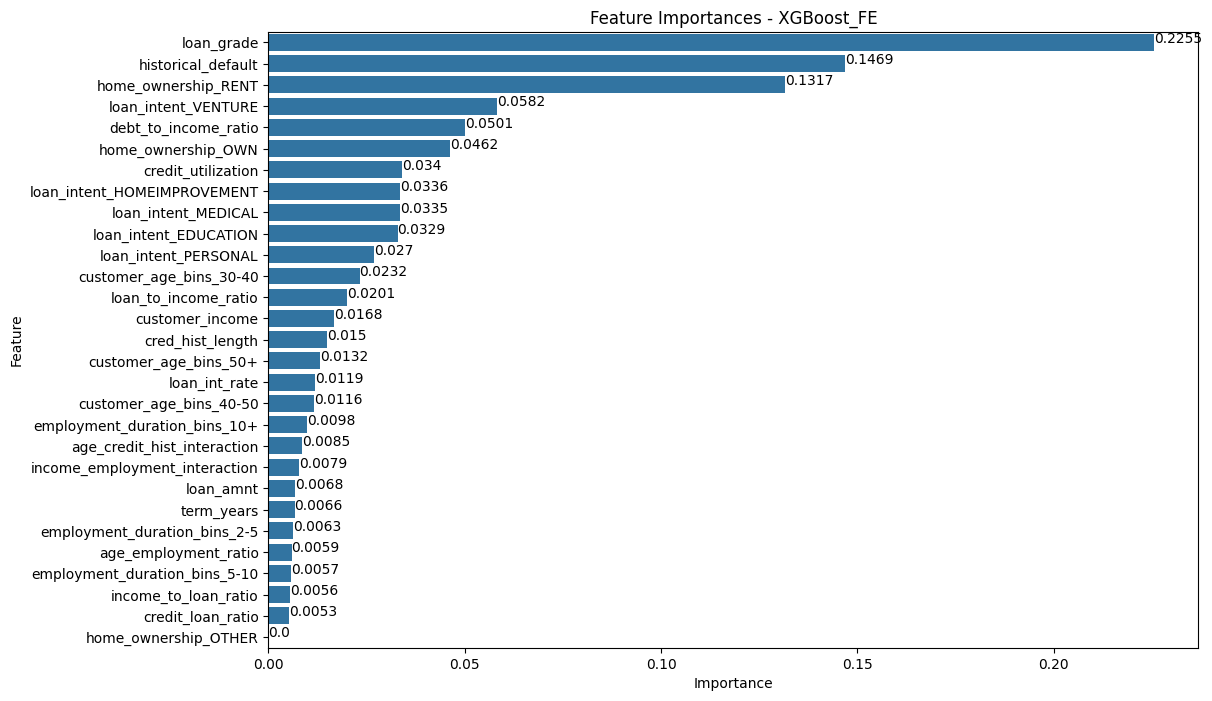 Feature Importances - XGBoost_FE
loan_grade 0.2255
historical_default 0.1469
home_ownership_RENT 0.1317
loan_intent_VENTURE 0.0582
debt_to_income_ratio 0.0501
home_ownership_OWN 0.0462
credit_utilization 0.034
loan_intent_HOMEIMPROVEMENT 0.0336
loan_intent_MEDICAL 0.0335
loan_intent_EDUCATION 0.0329
loan_intent_PERSONAL 0.027
customer_age_bins_30-40 0.0232
loan_to_income_ratio 0.0201
customer_income 0.0168
cred_hist_length 0.015
customer_age_bins_50+ 0.0132
loan_int_rate 0.0119
customer_age_bins_40-50 0.0116
employment_duration_bins_10+ 0.0098
age_credit_hist_interaction 0.0085
income_employment_interaction 0.0079
loan_amnt 0.0068
term_years 0.0066
employment_duration_bins_2-5 0.0063
age_employment_ratio 0.0059
employment_duration_bins_5-10 0.0057
income_to_loan_ratio 0.0056
credit_loan_ratio 0.0053
home_ownership_OTHER 0.0
Feature
0.00 0.05 0.10 0.15 0.20
Importance